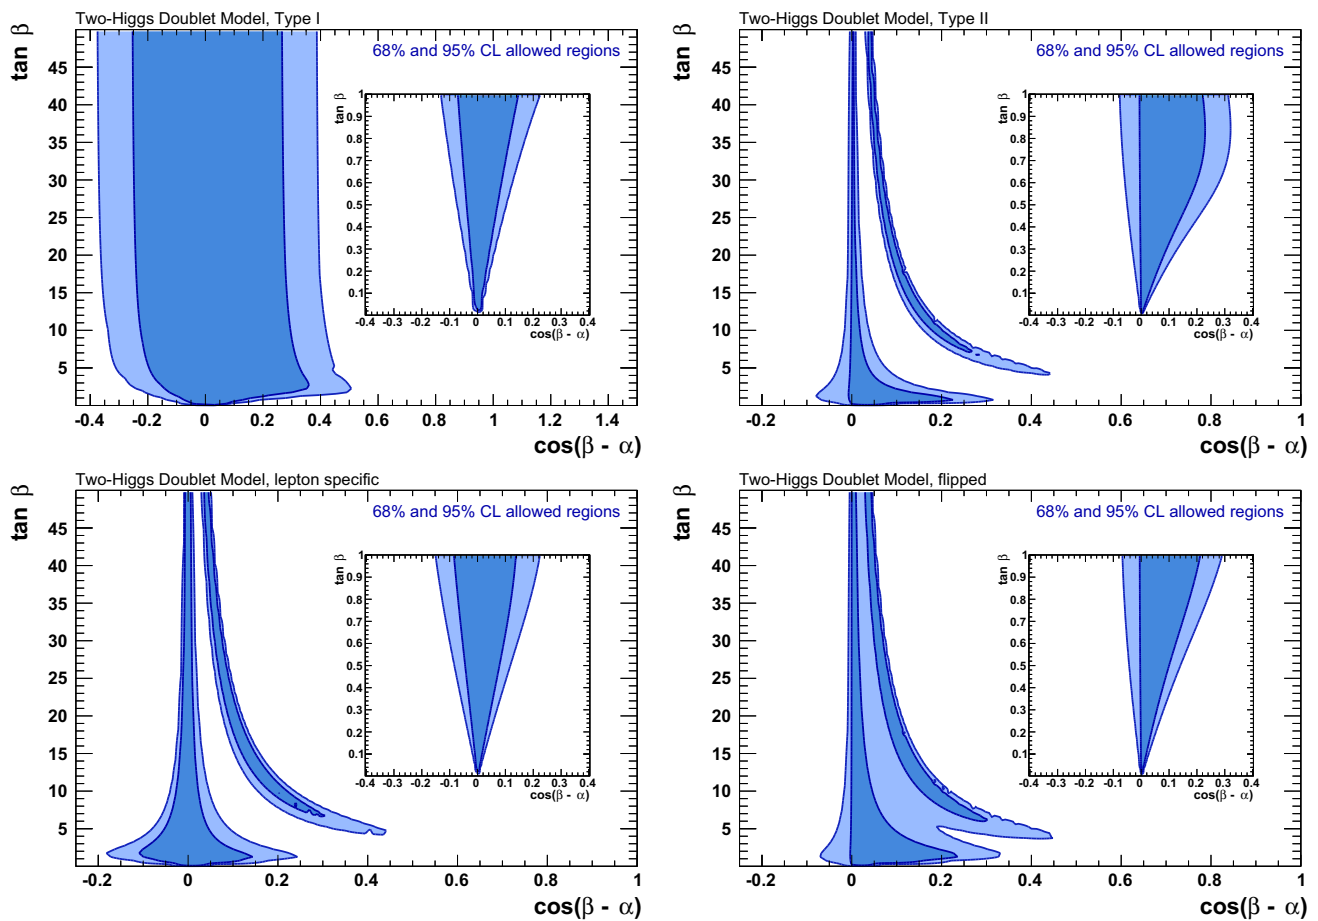 Two-Higgs Doublet Model, Type I
68% and 95% CL allowed regions
tan β
45
40
35
30
25
20
15
10
5
-0.4 -0.2 0 0.2 0.4 0.6 0.8 1 1.2 1.4
cos(β - α)
tan β
1
0.9
0.8
0.7
0.6
0.5
0.4
0.3
0.2
0.1
-0.4 -0.3 -0.2 -0.1 0 0.1 0.2 0.3 0.4
cos(β - α)
Two-Higgs Doublet Model, Type II
68% and 95% CL allowed regions
tan β
45
40
35
30
25
20
15
10
5
-0.2 0 0.2 0.4 0.6 0.8 1
cos(β - α)
tan β
1
0.9
0.8
0.7
0.6
0.5
0.4
0.3
0.2
0.1
-0.4 -0.3 -0.2 -0.1 0 0.1 0.2 0.3 0.4
cos(β - α)
Two-Higgs Doublet Model, lepton specific
68% and 95% CL allowed regions
tan β
45
40
35
30
25
20
15
10
5
-0.2 0 0.2 0.4 0.6 0.8 1
cos(β - α)
tan β
1
0.9
0.8
0.7
0.6
0.5
0.4
0.3
0.2
0.1
-0.4 -0.3 -0.2 -0.1 0 0.1 0.2 0.3 0.4
cos(β - α)
Two-Higgs Doublet Model, flipped
68% and 95% CL allowed regions
tan β
45
40
35
30
25
20
15
10
5
-0.2 0 0.2 0.4 0.6 0.8 1
cos(β - α)
tan β
1
0.9
0.8
0.7
0.6
0.5
0.4
0.3
0.2
0.1
-0.4 -0.3 -0.2 -0.1 0 0.1 0.2 0.3 0.4
cos(β - α)